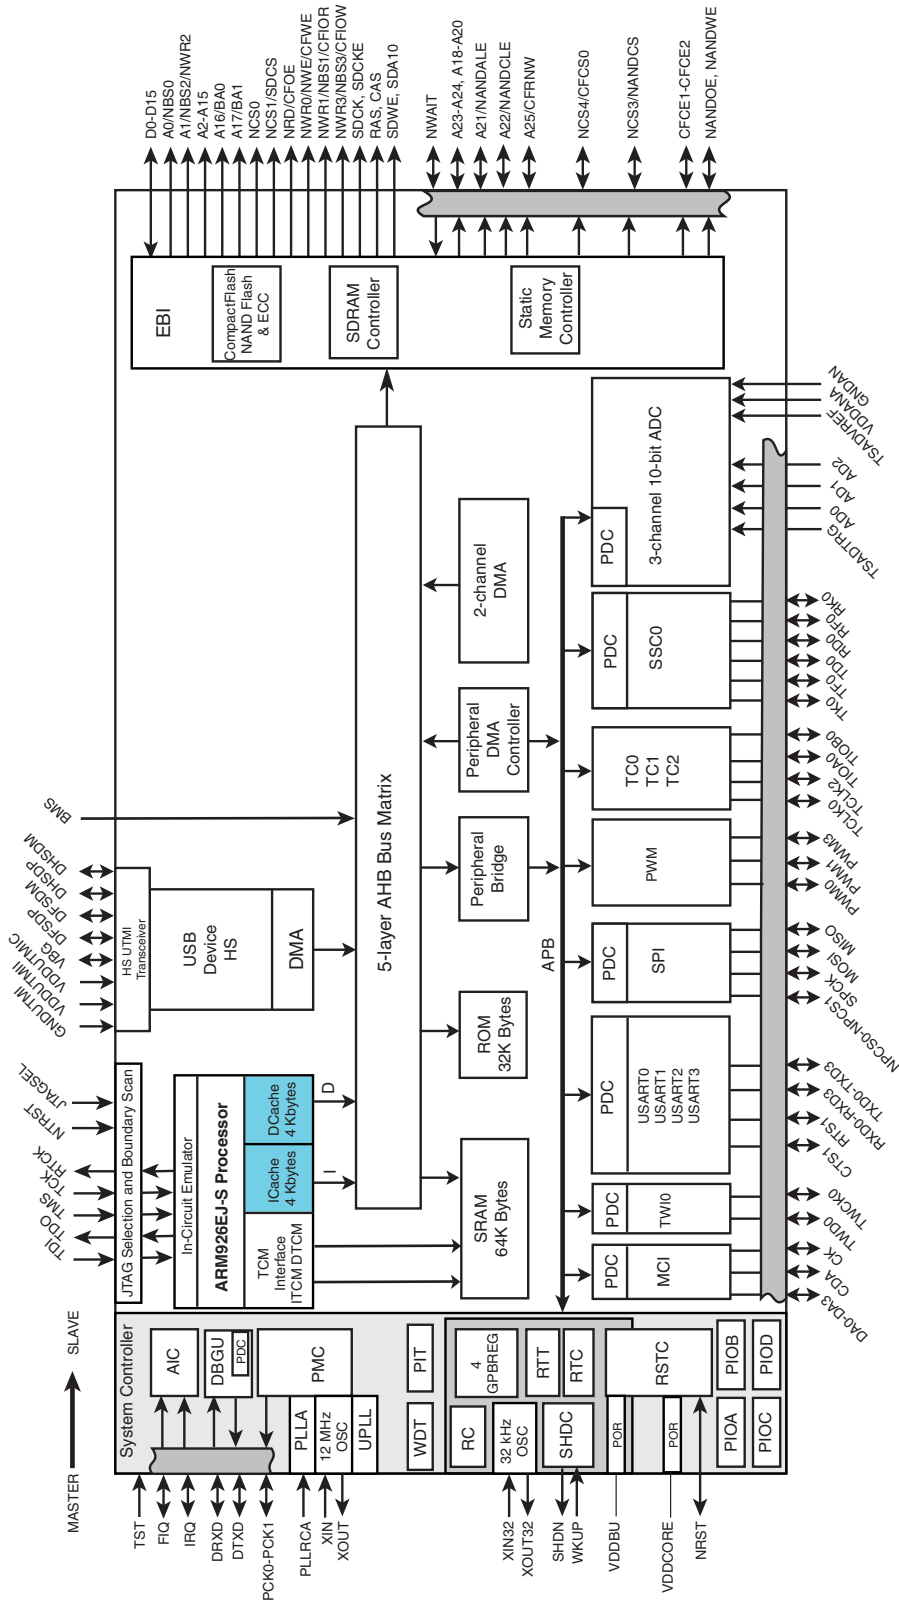 MASTER
SLAVE
TDI
TDO
TMS
TCK
RTCK
NTRST
JTAGSEL
GNDUTMI
VDDUTMII
VDDUTMIC
VBG
DFSDP
DFSDM
DHSDP
DHSDM
BMS
D0-D15
A0/NBS0
A1/NBS2/NWR2
A2-A15
A16/BA0
A17/BA1
NCS0
NCS1/SDCS
NRD/CFOE
NWR0/NWE/CFWE
NWR1/NBS1/CFIOR
NWR3/NBS3/CFIOW
SDCK, SDCKE
RAS, CAS
SDWE, SDA10
NWAIT
A23-A24, A18-A20
A21/NANDALE
A22/NANDCLE
A25/CFRNW
NCS4/CFCS0
NCS3/NANDCS
CFCE1-CFCE2
NANDOE, NANDWE
System Controller
TST
FIQ
IRQ
DRXD
DTXD
PCK0-PCK1
PLLRCA
XIN
XOUT
XIN32
XOUT32
SHDN
WKUP
VDDBU
VDDCORE
NRST
AIC
DBGU
PDC
PMC
PLLA
12 MHz
OSC
UPLL
WDT
PIT
4
GPBREG
RC
RTT
RTC
32 kHz
OSC
SHDC
POR
POR
RSTC
PIOA
PIOB
PIOC
PIOD
JTAG Selection and Boundary Scan
In-Circuit Emulator
ARM926EJ-S Processor
TCM
Interface
ITCM DTCM
ICache
4 Kbytes
DCache
4 Kbytes
I
D
HS UTMI
Transceiver
USB
Device
HS
DMA
5-layer AHB Bus Matrix
SRAM
64K Bytes
ROM
32K Bytes
Peripheral
Bridge
Peripheral
DMA
Controller
2-channel
DMA
EBI
CompactFlash
NAND Flash
& ECC
SDRAM
Controller
Static
Memory
Controller
APB
PDC
MCI
PDC
TWI0
PDC
USART0
USART1
USART2
USART3
PDC
SPI
PWM
TC0
TC1
TC2
PDC
SSC0
PDC
3-channel 10-bit ADC
DA0-DA3
CDA
CK
TWD0
TWCK0
CTS1
RTS1
RXD0-RXD3
TXD0-TXD3
NPCS0-NPCS1
SPCK
MOSI
MISO
PWM0
PWM1
PWM3
TCLK0
TCLK2
TIOA0
TIOB0
TK0
TF0
TD0
RD0
RF0
RK0
TSADTRG
AD0
AD1
AD2
TSADVREF
VDDANA
GNDAN